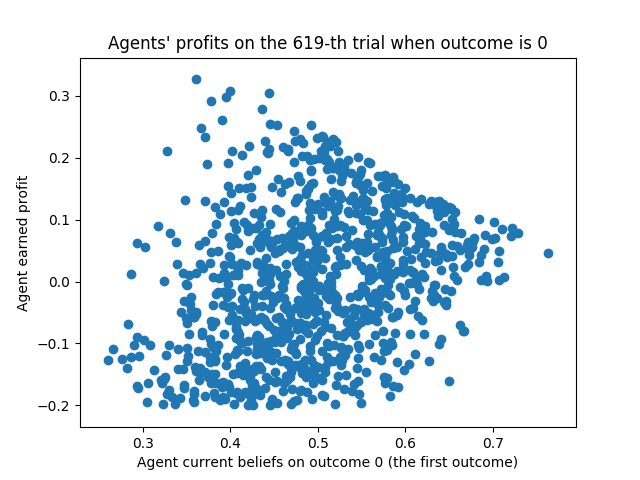 Agents' profits on the 619-th trial when outcome is 0
Agent earned profit
0.3
0.2
0.1
0.0
−0.1
−0.2
0.3 0.4 0.5 0.6 0.7
Agent current beliefs on outcome 0 (the first outcome)